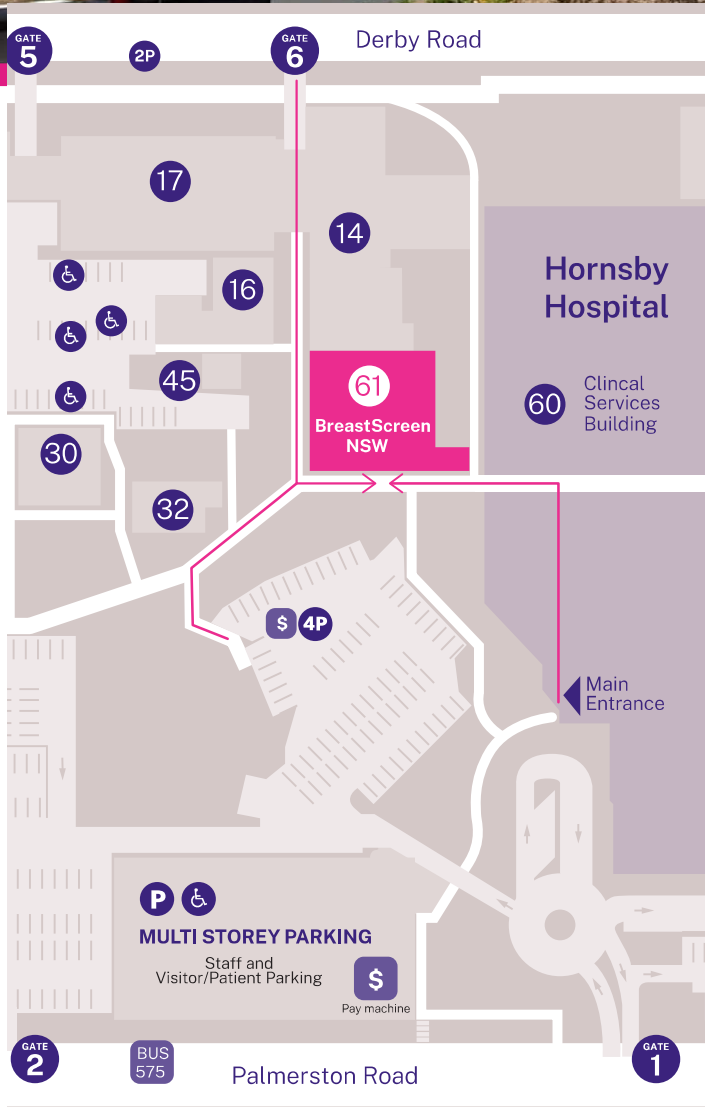 GATE
5
2P
GATE
6
Derby Road
17
14
Hornsby
Hospital
16
45
61
BreastScreen
NSW
60
Clincal
Services
Building
30
32
$
4P
Main
Entrance
P
MULTI STOREY PARKING
Staff and
Visitor/Patient Parking
$
Pay machine
GATE
2
BUS
575
Palmerston Road
GATE
1